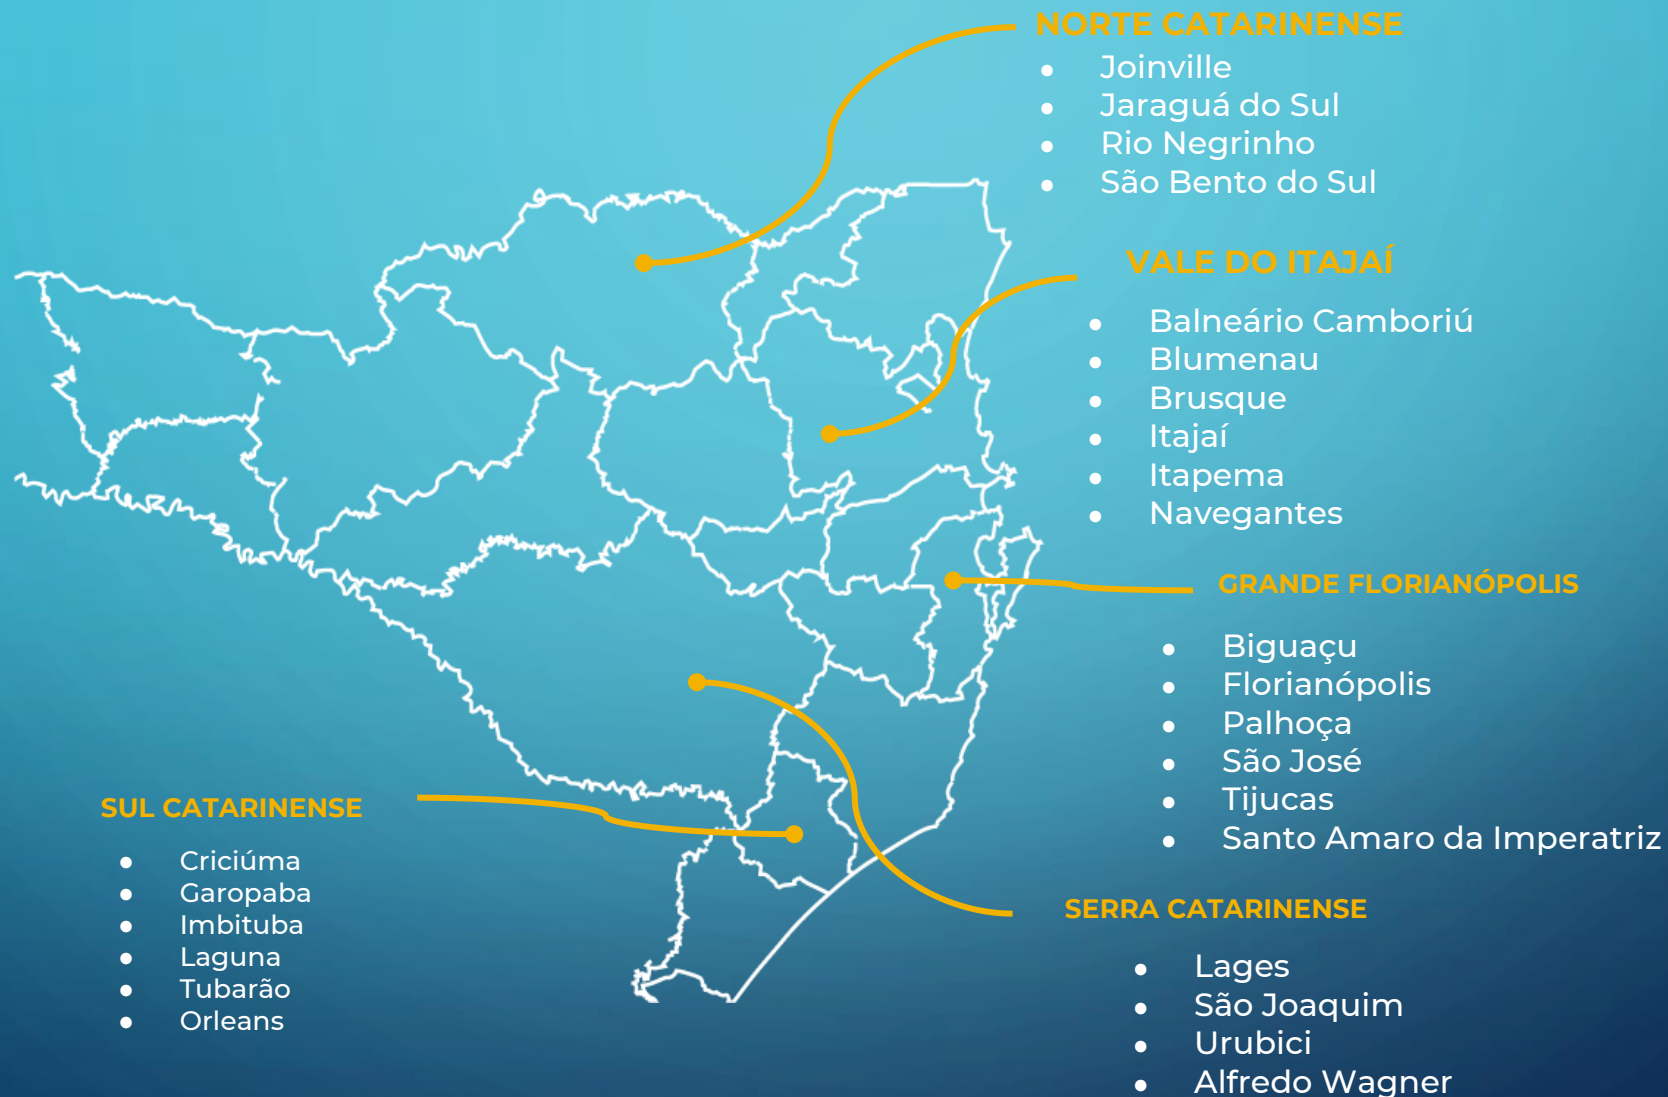 NORTE CATARINENSE
● Joinville
● Jaraguá do Sul
● Rio Negrinho
● São Bento do Sul
VALE DO ITAJAÍ
● Balneário Camboriú
● Blumenau
● Brusque
● Itajaí
● Itapema
● Navegantes
GRANDE FLORIANÓPOLIS
● Biguaçu
● Florianópolis
● Palhoça
● São José
● Tijucas
● Santo Amaro da Imperatriz
SUL CATARINENSE
● Criciúma
● Garopaba
● Imbituba
● Laguna
● Tubarão
● Orleans
SERRA CATARINENSE
● Lages
● São Joaquim
● Urubici
● Alfredo Wagner